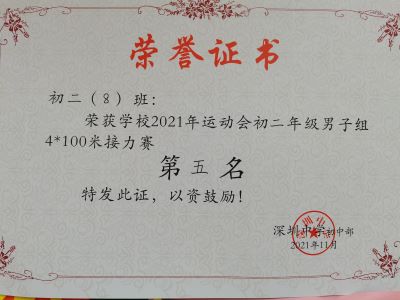 荣誉证书
初二（8）班：
荣获学校2021年运动会初二年级男子组
4*100米接力赛
第五名
特发此证，以资鼓励！
深圳中学初中部
2021年11月